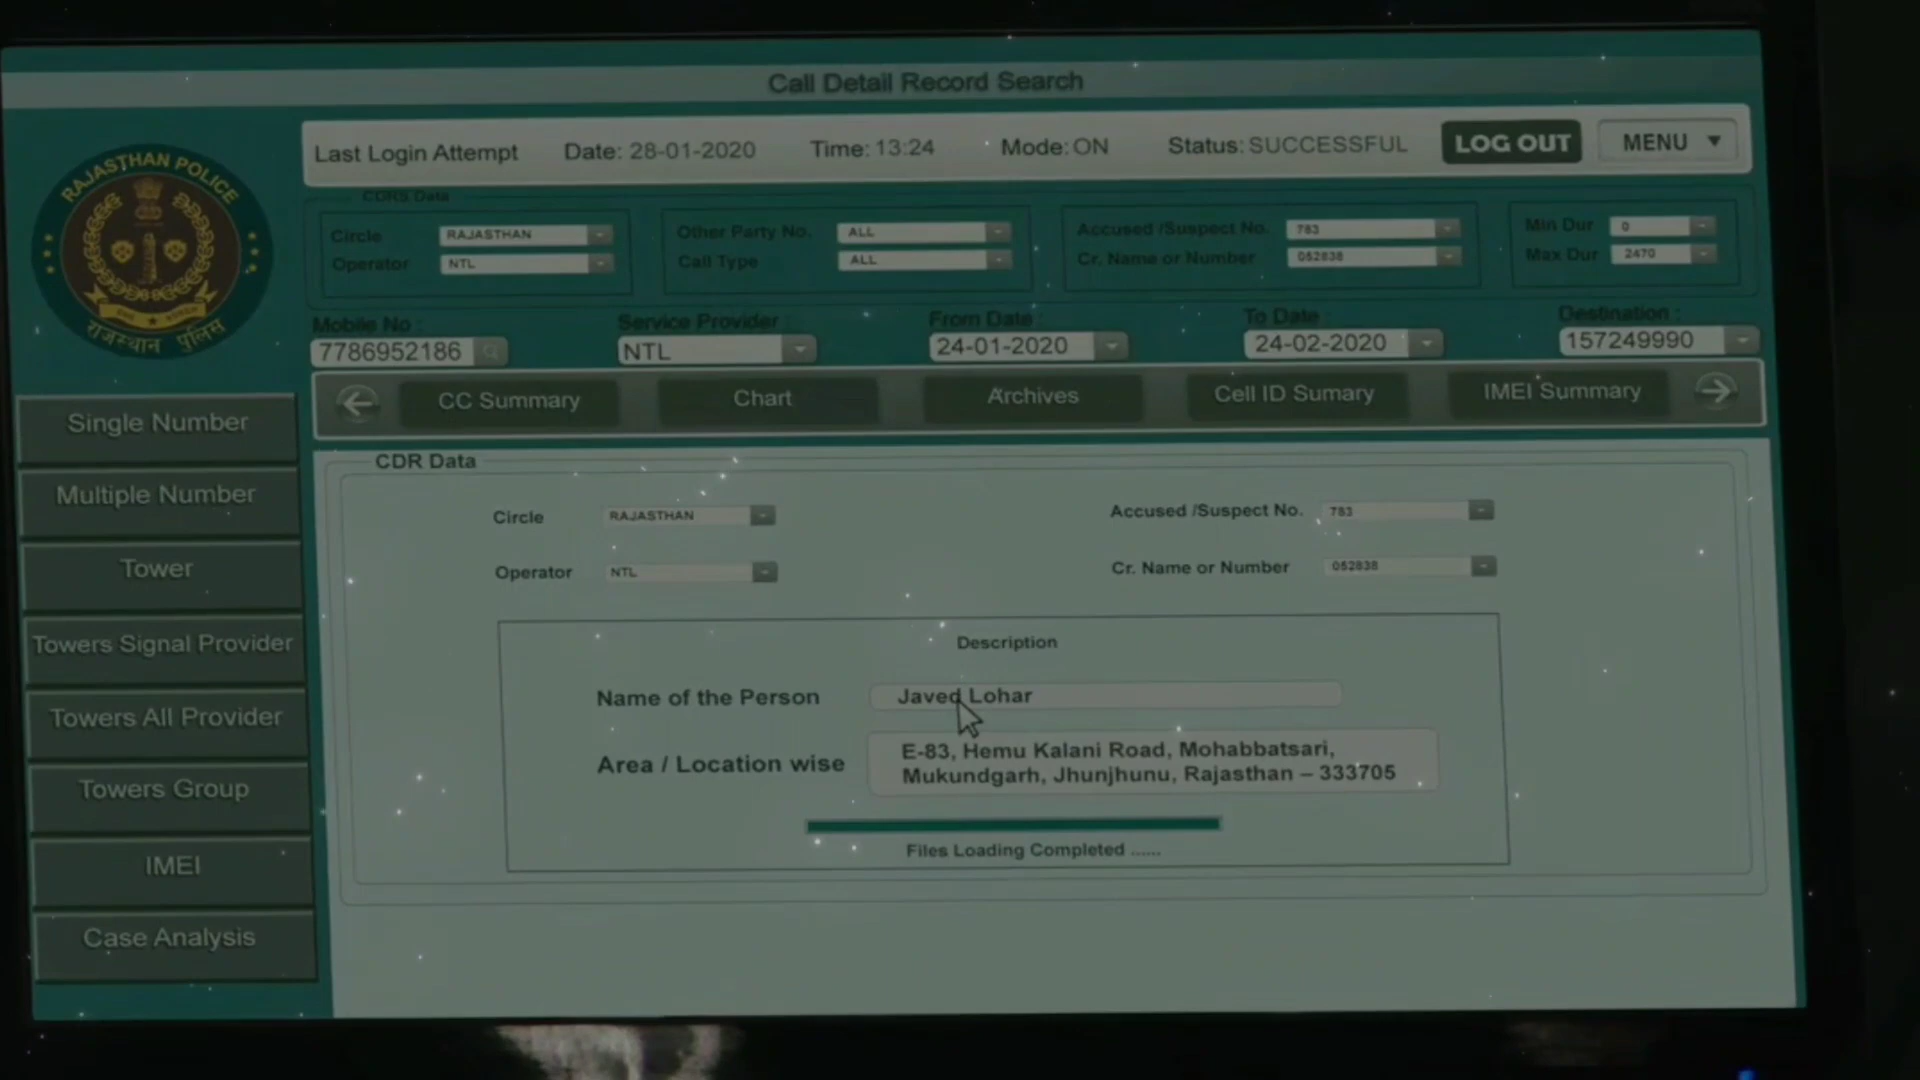 Call Detail Record Search
RAJASTHAN POLICE
राजस्थान पुलिस
Last Login Attempt Date: 28-01-2020 Time: 13:24 Mode: ON Status: SUCCESSFUL LOG OUT MENU
CDRS Data
Circle RAJASTHAN Other Party No. ALL Accused /Suspect No. 783 Min Dur 0
Operator NTL Call Type ALL Cr. Name or Number 052838 Max Dur 2470
Mobile No : Service Provider : From Date : To Date : Destination :
7786952186 NTL 24-01-2020 24-02-2020 157249990
CC Summary Chart Archives Cell ID Sumary IMEI Summary
Single Number
Multiple Number
Tower
Towers Signal Provider
Towers All Provider
Towers Group
IMEI
Case Analysis
CDR Data
Circle RAJASTHAN Accused /Suspect No. 783
Operator NTL Cr. Name or Number 052838
Description
Name of the Person Javed Lohar
Area / Location wise E-83, Hemu Kalani Road, Mohabbatsari,
Mukundgarh, Jhunjhunu, Rajasthan – 333705
Files Loading Completed ......